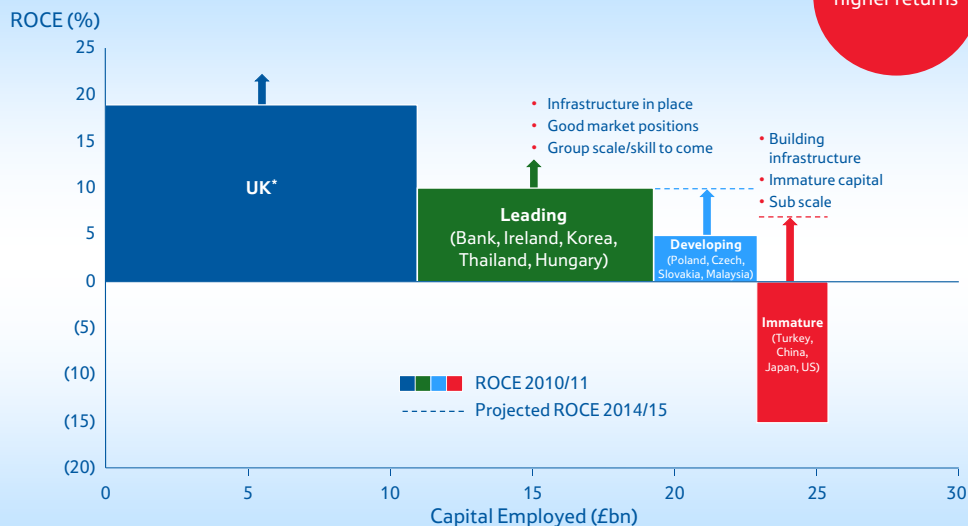 higher returns
ROCE (%)
25
20
15
10
5
0
(5)
(10)
(15)
(20)
UK*
• Infrastructure in place
• Good market positions
• Group scale/skill to come
Leading
(Bank, Ireland, Korea,
Thailand, Hungary)
• Building
infrastructure
• Immature capital
• Sub scale
Developing
(Poland, Czech,
Slovakia, Malaysia)
Immature
(Turkey,
China,
Japan, US)
ROCE 2010/11
Projected ROCE 2014/15
0
5
10
15
20
25
30
Capital Employed (£bn)